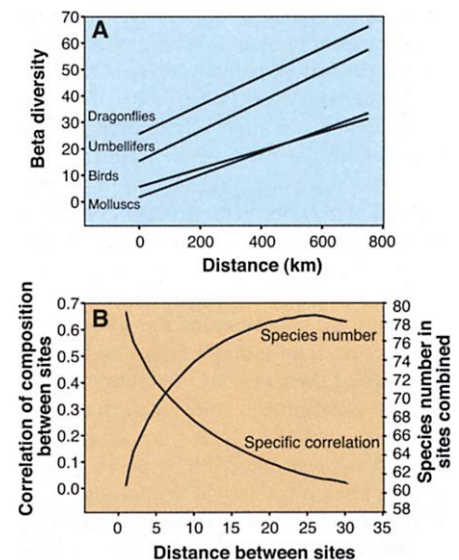 A
70
60
50
40
30
20
10
0
Beta diversity
Dragonflies
Umbellifers
Birds
Molluscs
0 200 400 600 800
Distance (km)
B
0.7
0.6
0.5
0.4
0.3
0.2
0.1
0.0
Correlation of composition
between sites
Species number
Specific correlation
80
78
76
74
72
70
68
66
64
62
60
58
Species number in
sites combined
0 5 10 15 20 25 30 35
Distance between sites